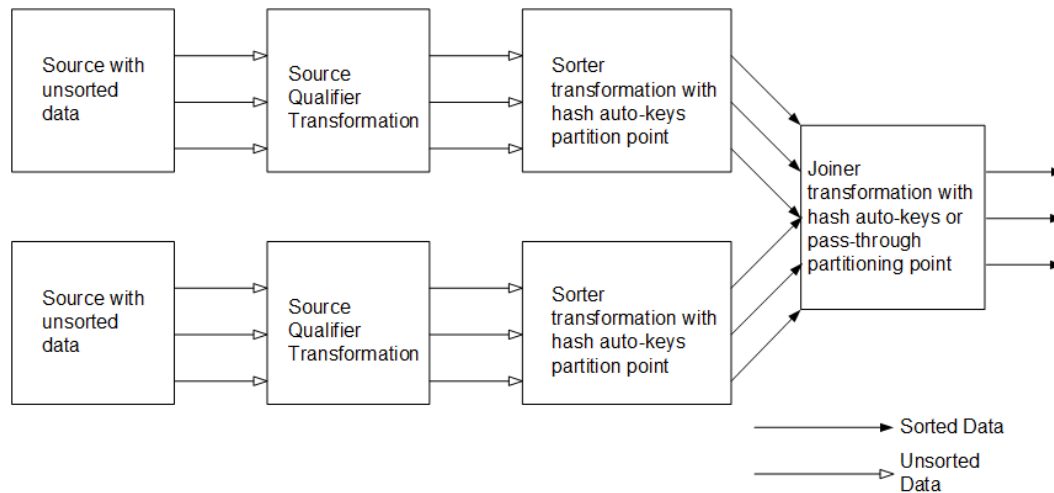 Source with
unsorted
data
Source
Qualifier
Transformation
Sorter
transformation with
hash auto-keys
partition point
Joiner
transformation with
hash auto-keys or
pass-through
partitioning point
Source with
unsorted
data
Source
Qualifier
Transformation
Sorter
transformation with
hash auto-keys
partition point
Sorted Data
Unsorted
Data